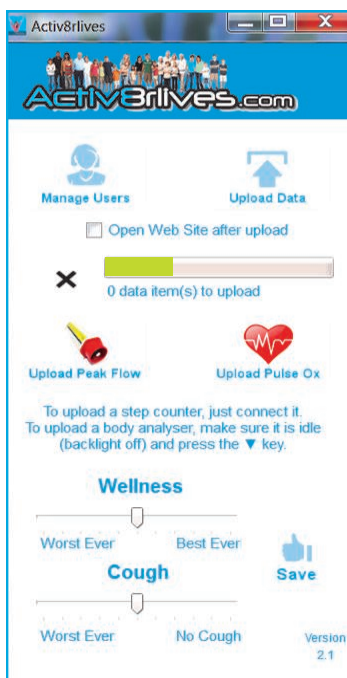 Activ8rlives
Activ8rlives.com
Manage Users
Upload Data
Open Web Site after upload
0 data item(s) to upload
Upload Peak Flow
Upload Pulse Ox
To upload a step counter, just connect it.
To upload a body analyser, make sure it is idle
(backlight off) and press the ▼ key.
Wellness
Worst Ever
Best Ever
Cough
Save
Worst Ever
No Cough
Version
2.1